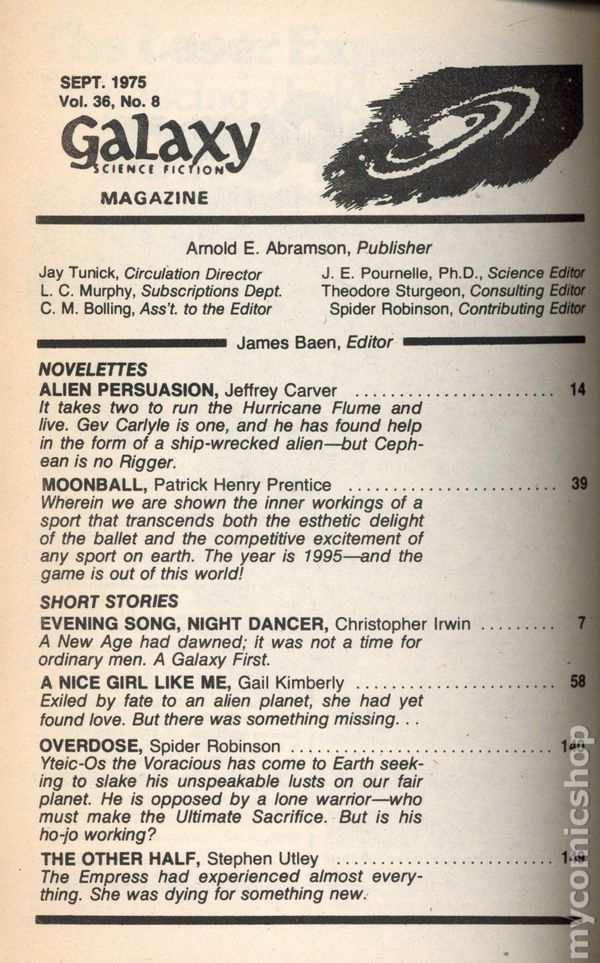 SEPT. 1975
Vol. 36, No. 8
Galaxy
SCIENCE FICTION
MAGAZINE
Arnold E. Abramson, Publisher
Jay Tunick, Circulation Director
J. E. Pournelle, Ph.D., Science Editor
L. C. Murphy, Subscriptions Dept.
Theodore Sturgeon, Consulting Editor
C. M. Bolling, Ass't. to the Editor
Spider Robinson, Contributing Editor
James Baen, Editor
NOVELETTES
ALIEN PERSUASION, Jeffrey Carver ........................ 14
It takes two to run the Hurricane Flume and
live. Gev Carlyle is one, and he has found help
in the form of a ship-wrecked alien—but Ceph-
ean is no Rigger.
MOONBALL, Patrick Henry Prentice ......................... 39
Wherein we are shown the inner workings of a
sport that transcends both the esthetic delight
of the ballet and the competitive excitement of
any sport on earth. The year is 1995—and the
game is out of this world!
SHORT STORIES
EVENING SONG, NIGHT DANCER, Christopher Irwin ......... 7
A New Age had dawned; it was not a time for
ordinary men. A Galaxy First.
A NICE GIRL LIKE ME, Gail Kimberly ........................ 58
Exiled by fate to an alien planet, she had yet
found love. But there was something missing. . .
OVERDOSE, Spider Robinson ............................... 140
Yteic-Os the Voracious has come to Earth seek-
ing to slake his unspeakable lusts on our fair
planet. He is opposed by a lone warrior—who
must make the Ultimate Sacrifice. But is his
ho-jo working?
THE OTHER HALF, Stephen Utley ..........................
The Empress had experienced almost every-
thing. She was dying for something new.
mycomicshop